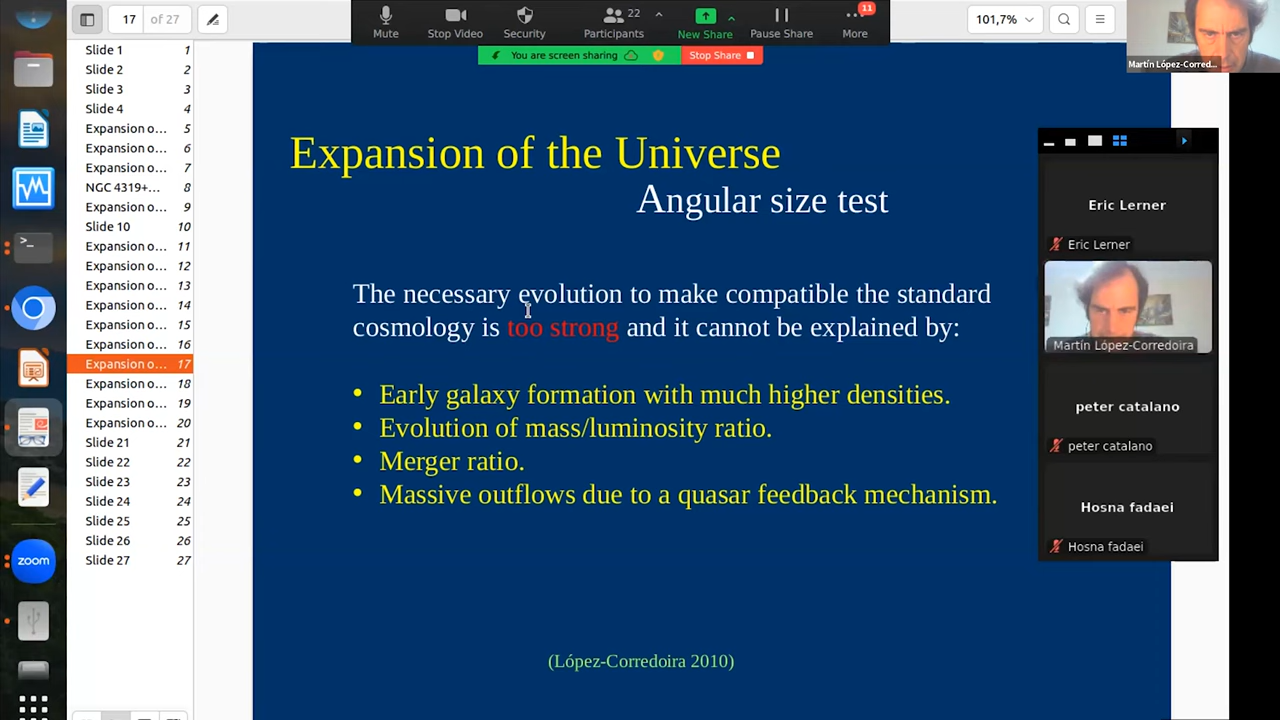 17 of 27
Mute
Stop Video
Security
22
Participants
New Share
Pause Share
11
More
101,7%
You are screen sharing
Stop Share
Martín López-Corred...
Slide 1 1
Slide 2 2
Slide 3 3
Slide 4 4
Expansion o... 5
Expansion o... 6
Expansion o... 7
NGC 4319+... 8
Expansion o... 9
Slide 10 10
Expansion o... 11
Expansion o... 12
Expansion o... 13
Expansion o... 14
Expansion o... 15
Expansion o... 16
Expansion o... 17
Expansion o... 18
Expansion o... 19
Expansion o... 20
Slide 21 21
Slide 22 22
Slide 23 23
Slide 24 24
Slide 25 25
Slide 26 26
Slide 27 27
zoom
Expansion of the Universe
Angular size test
The necessary evolution to make compatible the standard
cosmology is too strong and it cannot be explained by:
• Early galaxy formation with much higher densities.
• Evolution of mass/luminosity ratio.
• Merger ratio.
• Massive outflows due to a quasar feedback mechanism.
(López-Corredoira 2010)
Eric Lerner
Eric Lerner
Martín López-Corredoira
peter catalano
peter catalano
Hosna fadaei
Hosna fadaei